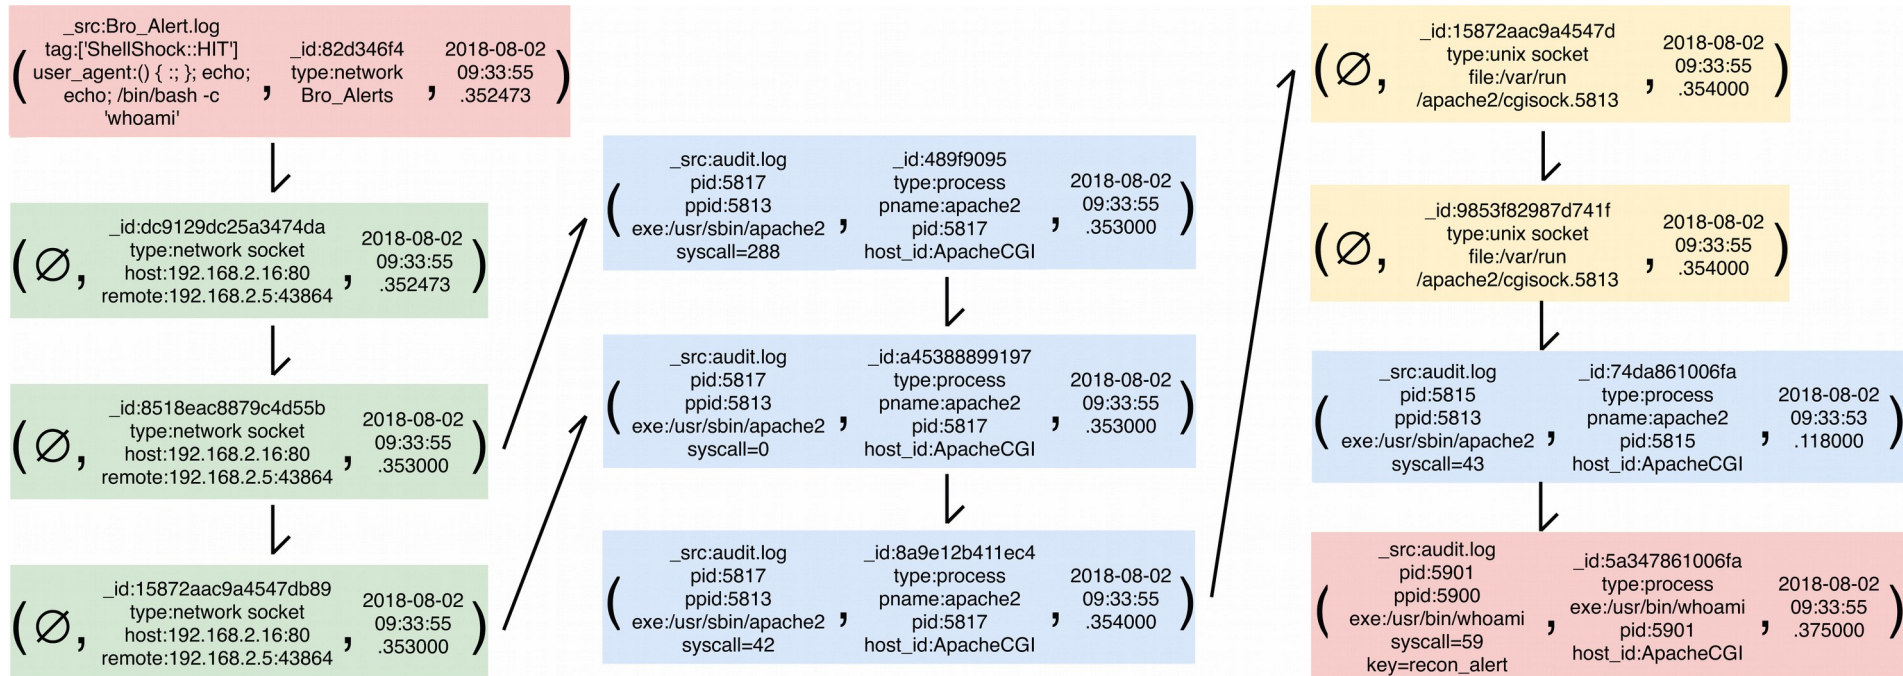 _src:Bro_Alert.log
tag:['ShellShock::HIT']
user_agent:() { :; }; echo;
echo; /bin/bash -c
'whoami'
_id:82d346f4
type:network
Bro_Alerts
2018-08-02
09:33:55
.352473
(∅,
_id:dc9129dc25a3474da
type:network socket
host:192.168.2.16:80
remote:192.168.2.5:43864
,
2018-08-02
09:33:55
.352473
)
(∅,
_id:8518eac8879c4d55b
type:network socket
host:192.168.2.16:80
remote:192.168.2.5:43864
,
2018-08-02
09:33:55
.353000
)
(∅,
_id:15872aac9a4547db89
type:network socket
host:192.168.2.16:80
remote:192.168.2.5:43864
,
2018-08-02
09:33:55
.353000
)
(
_src:audit.log
pid:5817
ppid:5813
exe:/usr/sbin/apache2
syscall=288
,
_id:489f9095
type:process
pname:apache2
pid:5817
host_id:ApacheCGI
,
2018-08-02
09:33:55
.353000
)
(
_src:audit.log
pid:5817
ppid:5813
exe:/usr/sbin/apache2
syscall=0
,
_id:a45388899197
type:process
pname:apache2
pid:5817
host_id:ApacheCGI
,
2018-08-02
09:33:55
.353000
)
(
_src:audit.log
pid:5817
ppid:5813
exe:/usr/sbin/apache2
syscall=42
,
_id:8a9e12b411ec4
type:process
pname:apache2
pid:5817
host_id:ApacheCGI
,
2018-08-02
09:33:55
.354000
)
(∅,
_id:15872aac9a4547d
type:unix socket
file:/var/run
/apache2/cgisock.5813
,
2018-08-02
09:33:55
.354000
)
(∅,
_id:9853f82987d741f
type:unix socket
file:/var/run
/apache2/cgisock.5813
,
2018-08-02
09:33:55
.354000
)
(
_src:audit.log
pid:5815
ppid:5813
exe:/usr/sbin/apache2
syscall=43
,
_id:74da861006fa
type:process
pname:apache2
pid:5815
host_id:ApacheCGI
,
2018-08-02
09:33:53
.118000
)
(
_src:audit.log
pid:5901
ppid:5900
exe:/usr/bin/whoami
syscall=59
key=recon_alert
,
_id:5a347861006fa
type:process
exe:/usr/bin/whoami
pid:5901
host_id:ApacheCGI
,
2018-08-02
09:33:55
.375000
)